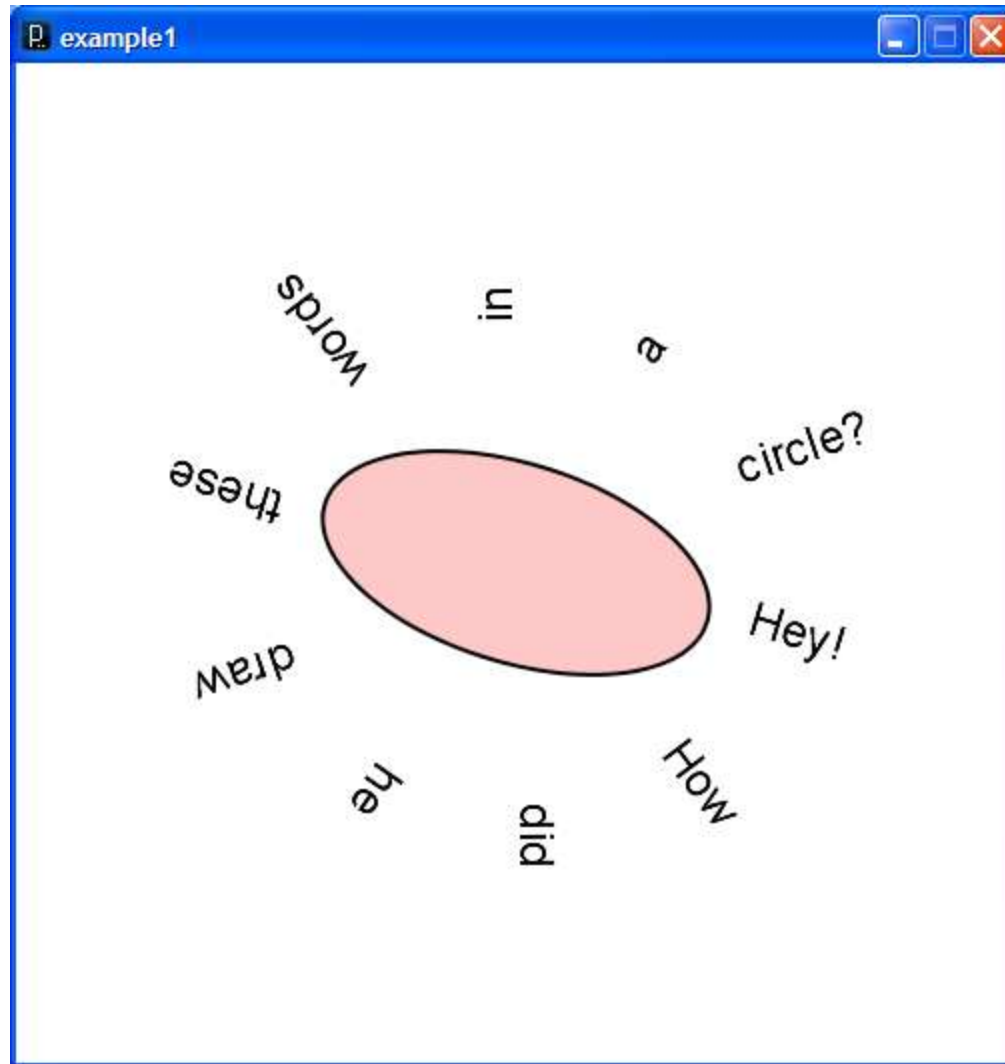 example1
Hey!
How
did
he
draw
these
words
in
a
circle?